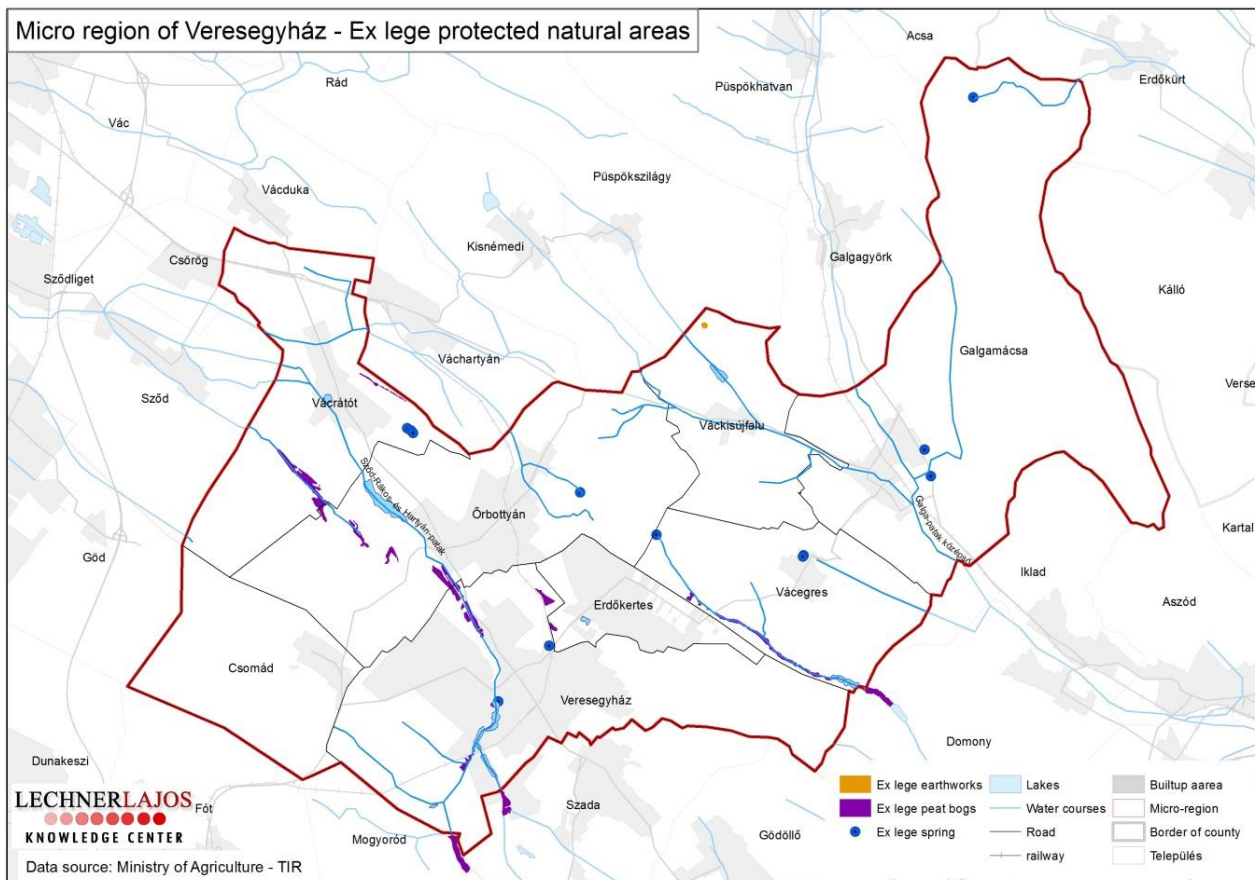 Micro region of Veresegyház - Ex lege protected natural areas
Acsa
Erdőkürt
Rád
Püspökhatvan
Vác
Püspökszilágy
Vácduka
Kisnémedi
Galgagyörk
Csörög
Sződliget
Kálló
Váchartyán
Galgamácsa
Verse
Sződ
Vácrátót
Váckisújfalu
Sződ-Rákos- és Hartyán-patak
Őrbottyán
Galga-patak középső
Kartal
Göd
Iklad
Vácegres
Aszód
Erdőkertes
Csomád
Veresegyház
Domony
Dunakeszi
Fót
Szada
Mogyoród
Gödöllő
LECHNERLAJOS
KNOWLEDGE CENTER
Data source: Ministry of Agriculture - TIR
Ex lege earthworks
Ex lege peat bogs
Ex lege spring
Lakes
Water courses
Road
railway
Builtup aarea
Micro-region
Border of county
Település